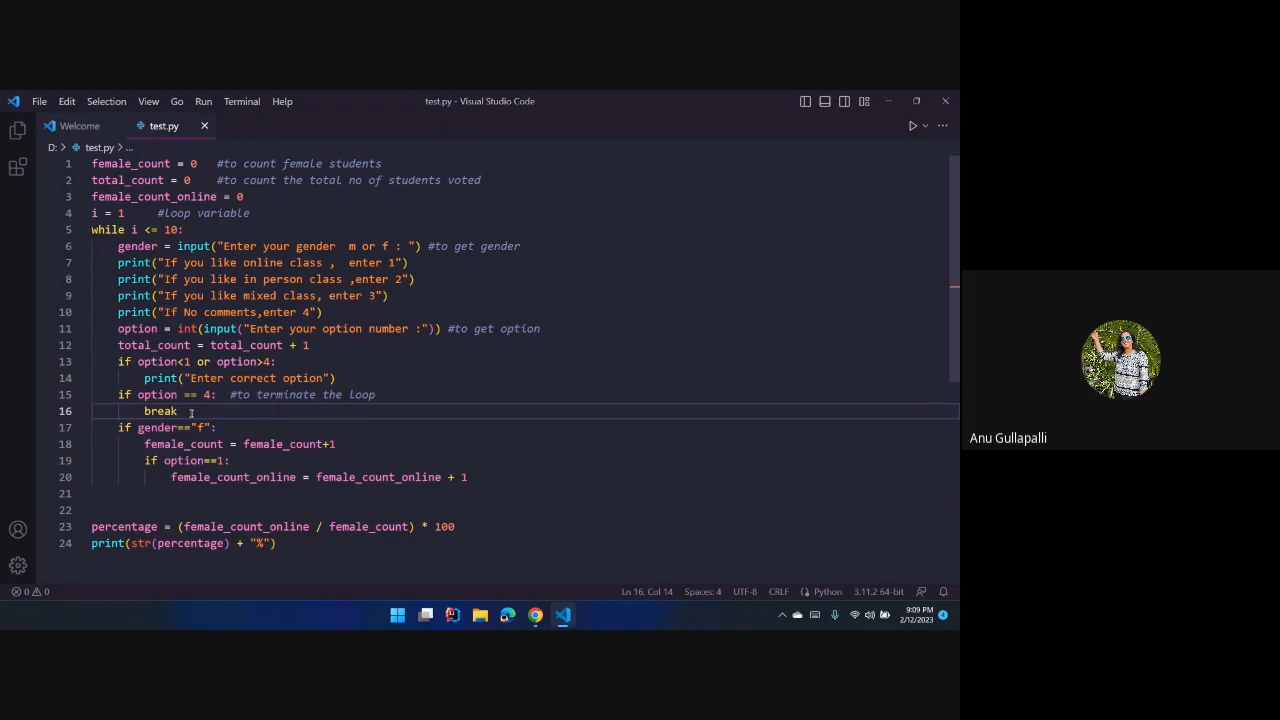 File Edit Selection View Go Run Terminal Help test.py - Visual Studio Code
Welcome test.py
D: > test.py > ...
1 female_count = 0 #to count female students
2 total_count = 0 #to count the total no of students voted
3 female_count_online = 0
4 i = 1 #loop variable
5 while i <= 10:
6 gender = input("Enter your gender m or f : ") #to get gender
7 print("If you like online class , enter 1")
8 print("If you like in person class ,enter 2")
9 print("If you like mixed class, enter 3")
10 print("If No comments,enter 4")
11 option = int(input("Enter your option number :")) #to get option
12 total_count = total_count + 1
13 if option<1 or option>4:
14 print("Enter correct option")
15 if option == 4: #to terminate the loop
16 break
17 if gender=="f":
18 female_count = female_count+1
19 if option==1:
20 female_count_online = female_count_online + 1
21
22
23 percentage = (female_count_online / female_count) * 100
24 print(str(percentage) + "%")
0 0 Ln 16, Col 14 Spaces: 4 UTF-8 CRLF Python 3.11.2 64-bit
9:09 PM
2/12/2023 4
Anu Gullapalli